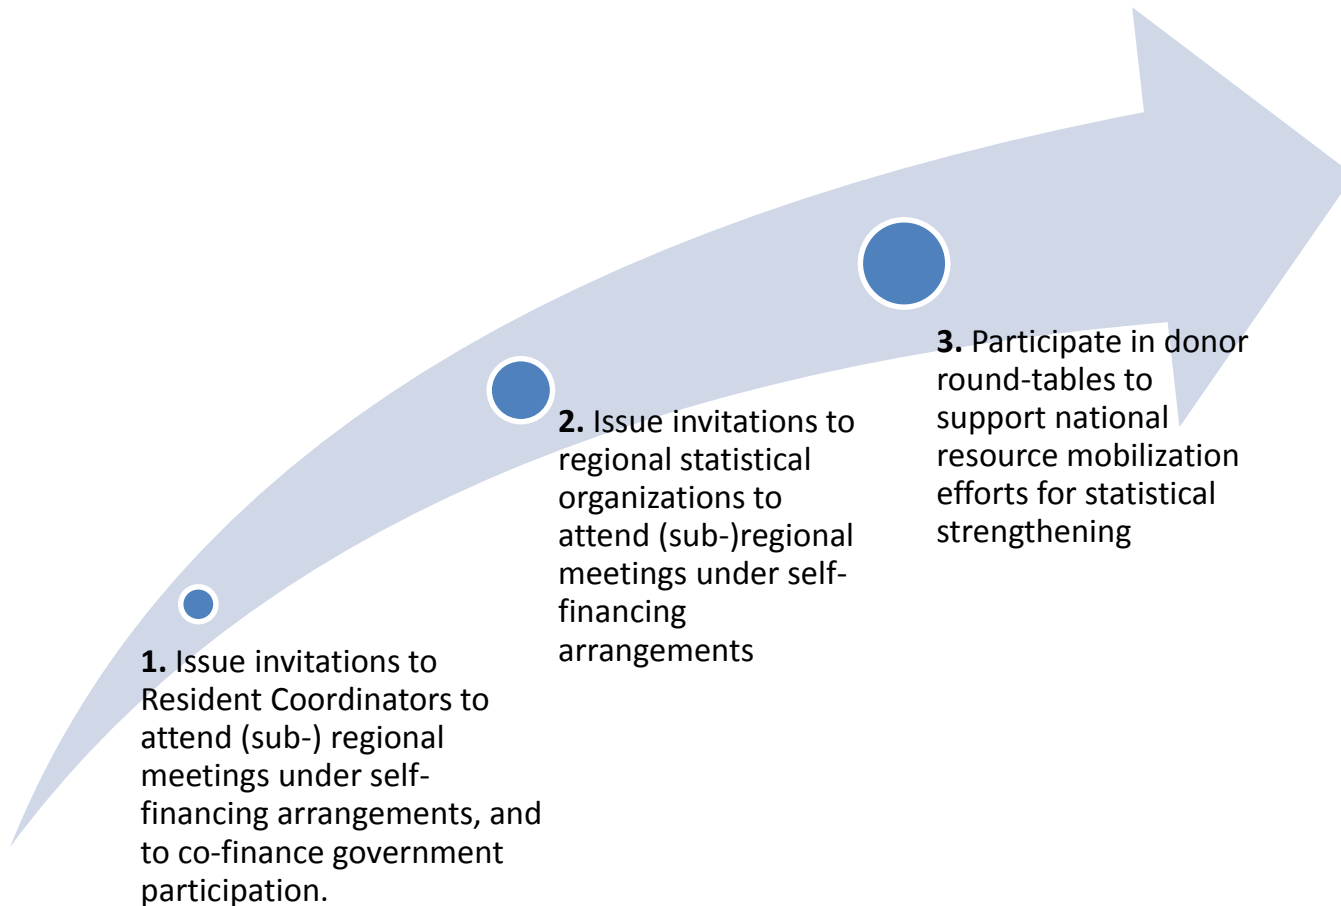 1. Issue invitations to
Resident Coordinators to
attend (sub-) regional
meetings under self-
financing arrangements, and
to co-finance government
participation.
2. Issue invitations to
regional statistical
organizations to
attend (sub-)regional
meetings under self-
financing
arrangements
3. Participate in donor
round-tables to
support national
resource mobilization
efforts for statistical
strengthening